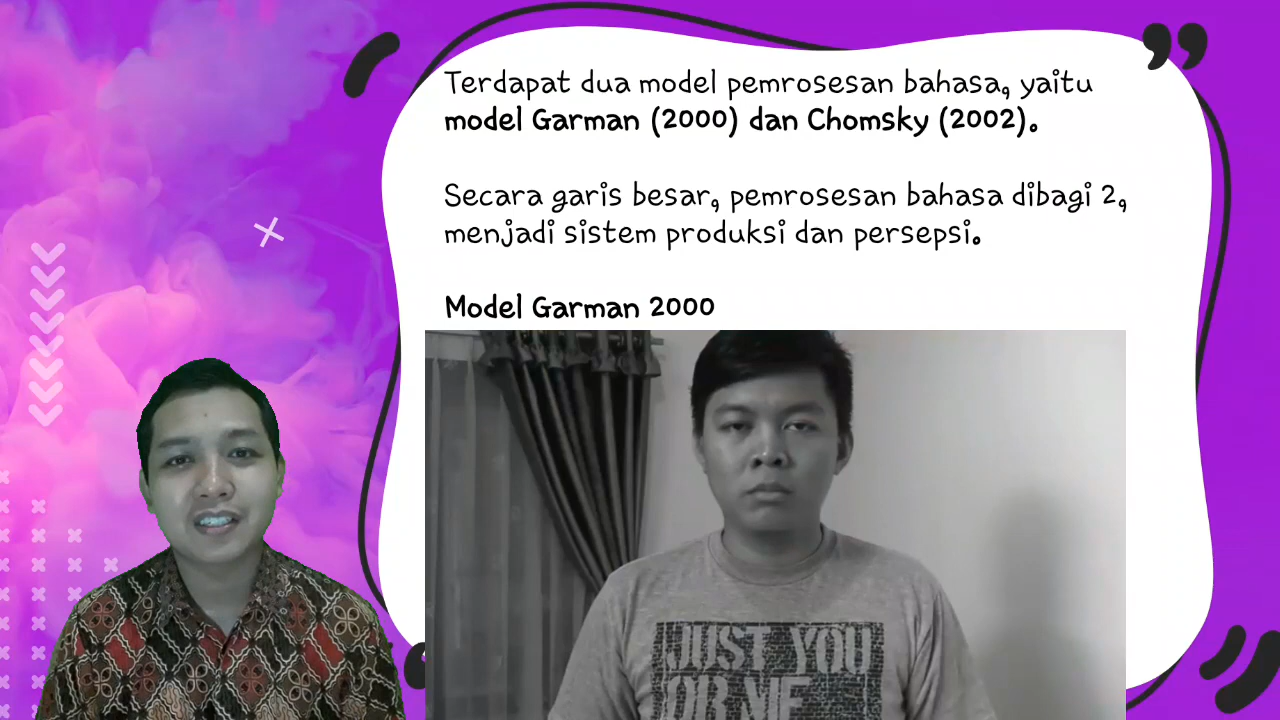 Terdapat dua model pemrosesan bahasa, yaitu
model Garman (2000) dan Chomsky (2002).
Secara garis besar, pemrosesan bahasa dibagi 2,
menjadi sistem produksi dan persepsi.
Model Garman 2000
JUST YOU
OR ME